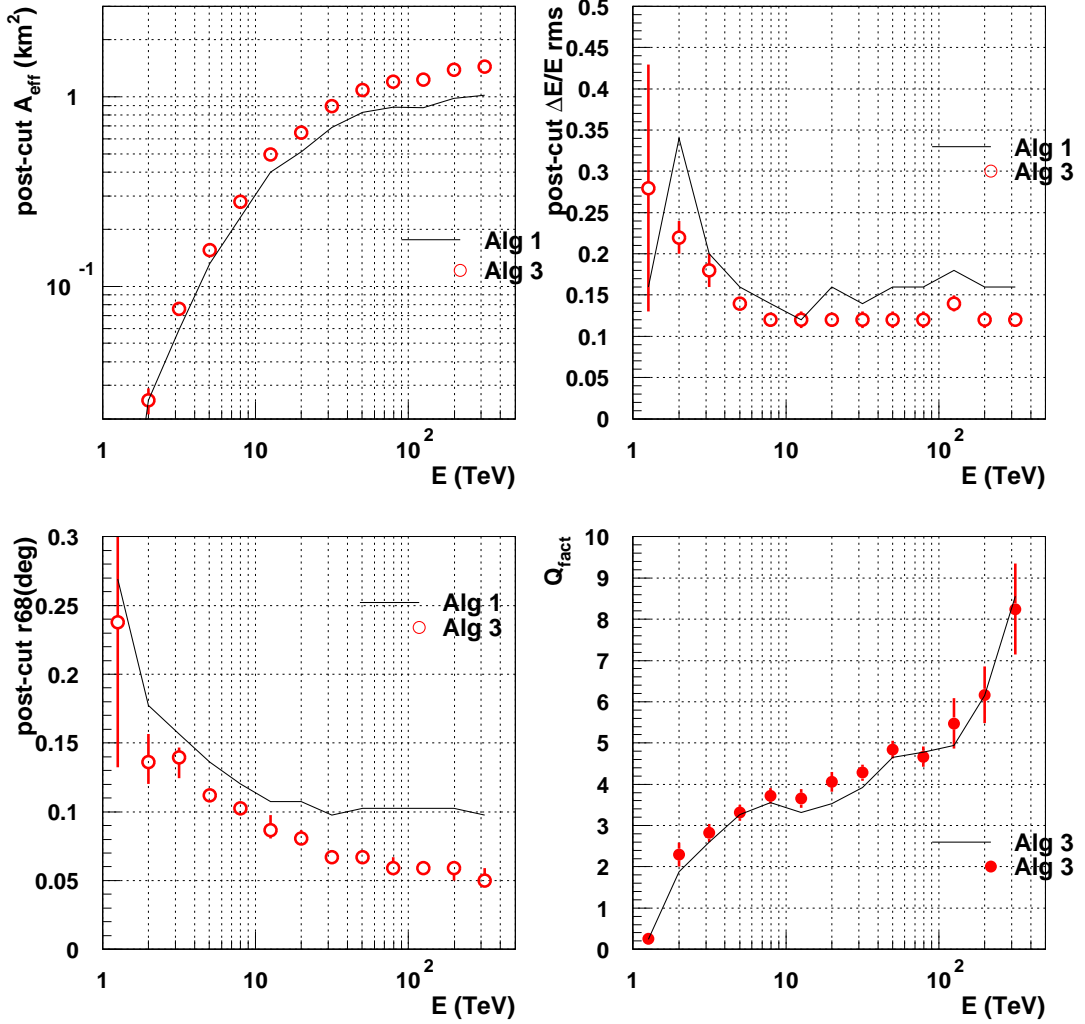 post-cut A_eff (km²)
1
10⁻¹
Alg 1
Alg 3
1
10
10²
E (TeV)
post-cut ΔE/E rms
0.5
0.45
0.4
0.35
0.3
0.25
0.2
0.15
0.1
0.05
0
Alg 1
Alg 3
1
10
10²
E (TeV)
post-cut r68(deg)
0.3
0.25
0.2
0.15
0.1
0.05
0
Alg 1
Alg 3
1
10
10²
E (TeV)
Q_fact
10
9
8
7
6
5
4
3
2
1
0
Alg 3
Alg 3
1
10
10²
E (TeV)